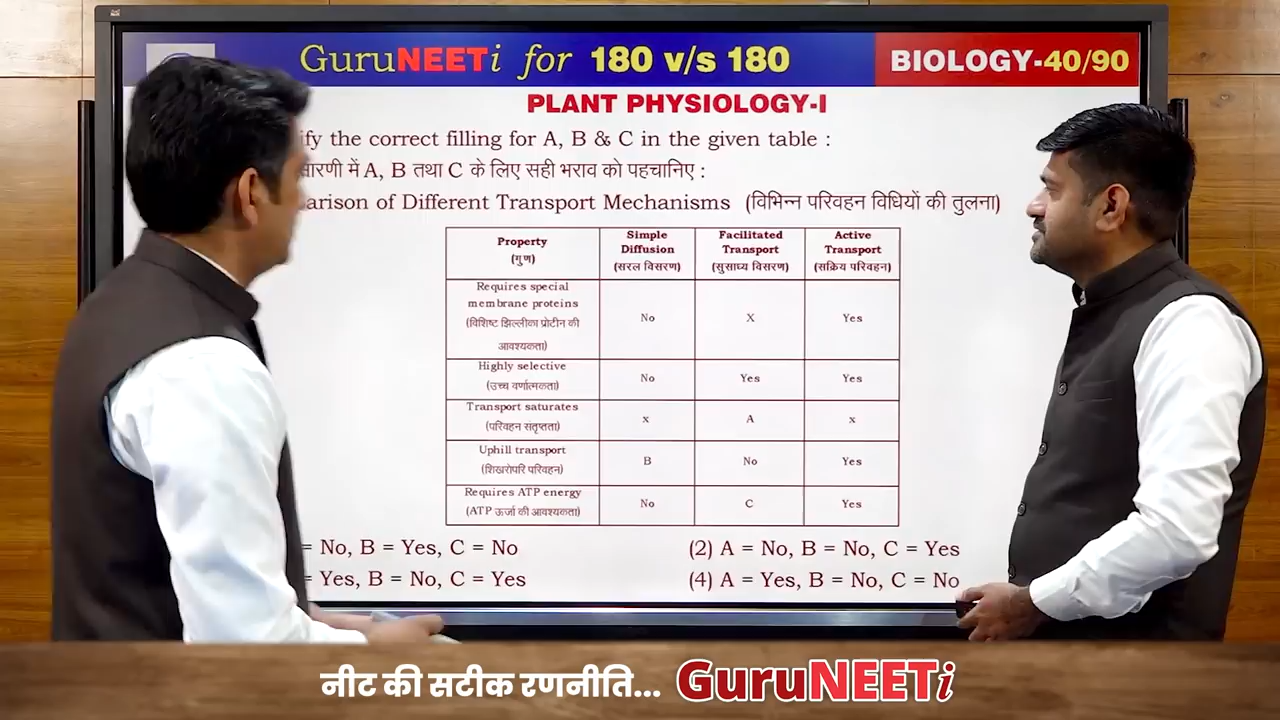 GuruNEETi for 180 v/s 180
BIOLOGY-40/90
PLANT PHYSIOLOGY-I
the correct filling for A, B & C in the given table :
में A, B तथा C के लिए सही भराव को पहचानिए :
of Different Transport Mechanisms (विभिन्न परिवहन विधियों की तुलना)
Property
(गुण)
Simple
Diffusion
(सरल विसरण)
Facilitated
Transport
(सुसाध्य विसरण)
Active
Transport
(सक्रिय परिवहन)
Requires special
membrane proteins
(विशिष्ट झिल्लीका प्रोटीन की
आवश्यकता)
No
X
Yes
Highly selective
(उच्च वर्णात्मकता)
No
Yes
Yes
Transport saturates
(परिवहन संतृप्तता)
x
A
x
Uphill transport
(शिखरोपरि परिवहन)
B
No
Yes
Requires ATP energy
(ATP ऊर्जा की आवश्यकता)
No
C
Yes
= No, B = Yes, C = No
(2) A = No, B = No, C = Yes
= Yes, B = No, C = Yes
(4) A = Yes, B = No, C = No
नीट की सटीक रणनीति... GuruNEETi